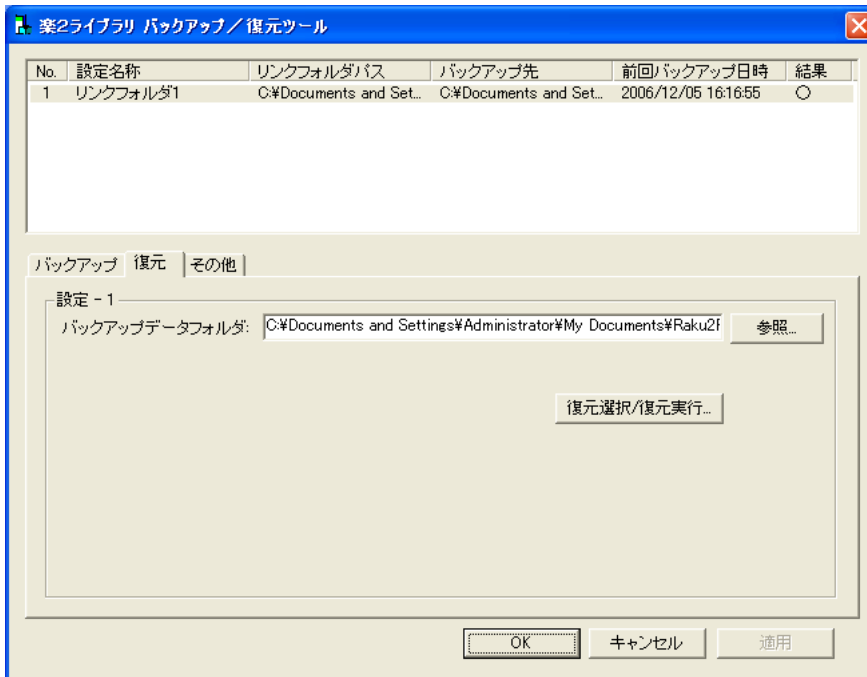 楽2ライブラリ バックアップ／復元ツール
No. 設定名称 リンクフォルダパス バックアップ先 前回バックアップ日時 結果
1 リンクフォルダ1 C:¥Documents and Set... C:¥Documents and Set... 2006/12/05 16:16:55 ○
バックアップ 復元 その他
設定 - 1
バックアップデータフォルダ: C:¥Documents and Settings¥Administrator¥My Documents¥Raku2F 参照...
復元選択/復元実行...
OK キャンセル 適用